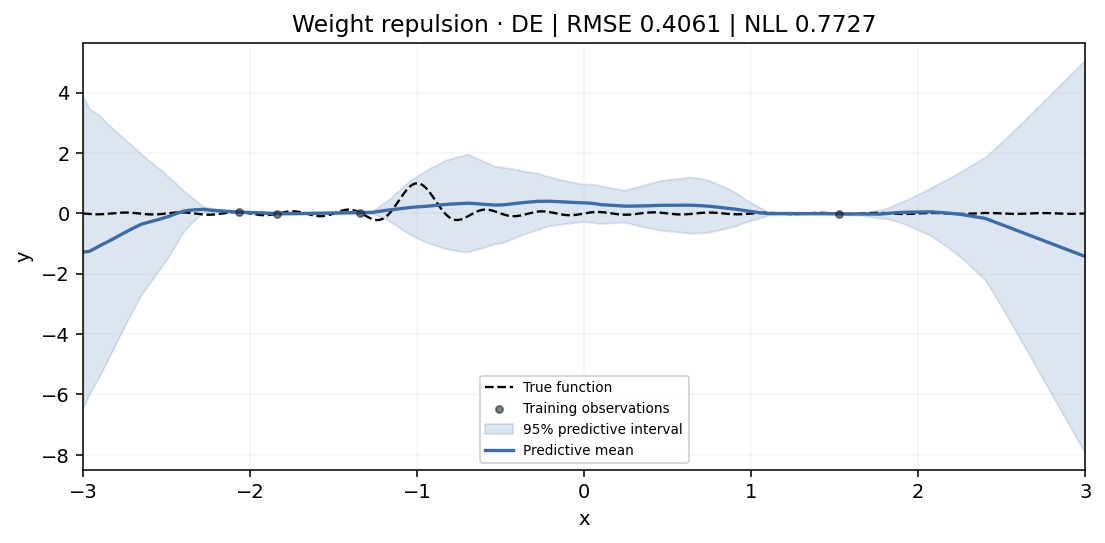 Weight repulsion · DE | RMSE 0.4061 | NLL 0.7727
y
4
2
0
−2
−4
−6
−8
True function
Training observations
95% predictive interval
Predictive mean
−3
−2
−1
0
1
2
3
x